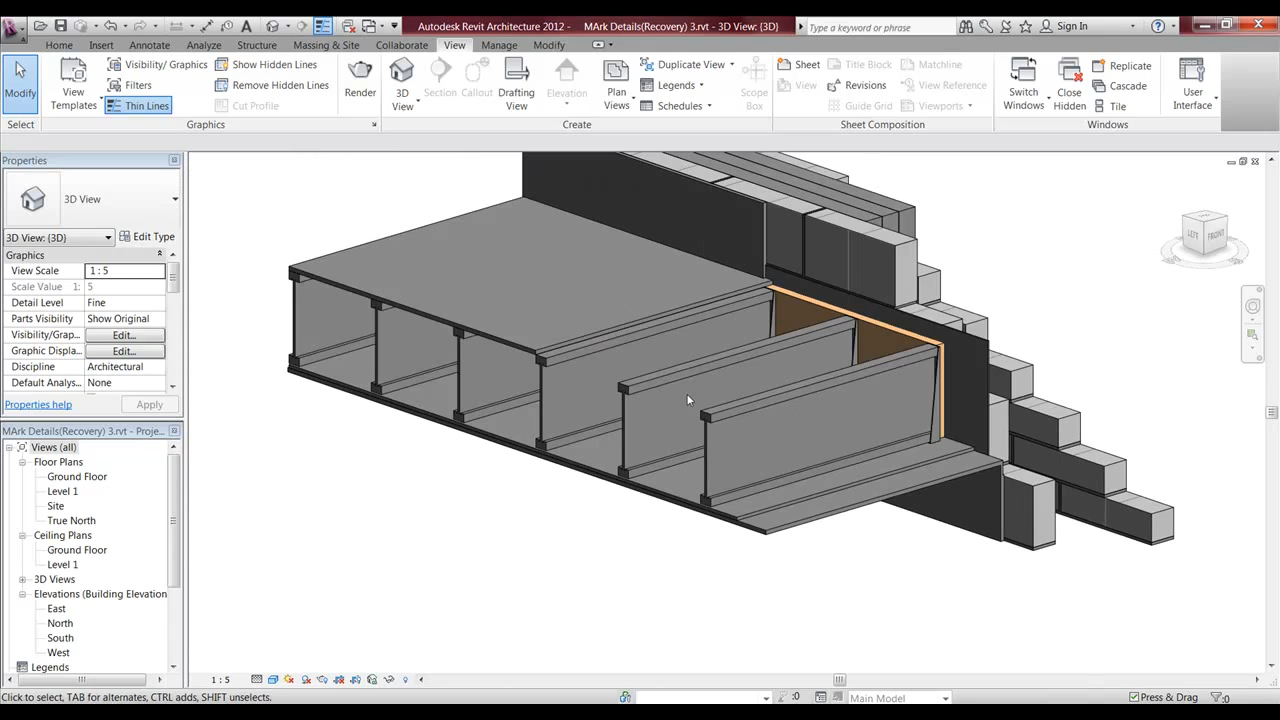 Autodesk Revit Architecture 2012 - MArk Details(Recovery) 3.rvt - 3D View: {3D}
Type a keyword or phrase
Sign In
Home Insert Annotate Analyze Structure Massing & Site Collaborate View Manage Modify
Modify
View Templates
Visibility/ Graphics
Filters
Thin Lines
Show Hidden Lines
Remove Hidden Lines
Cut Profile
Render
3D View
Section
Callout
Drafting View
Elevation
Plan Views
Duplicate View
Legends
Schedules
Scope Box
Sheet
View
Title Block
Revisions
Guide Grid
Matchline
View Reference
Viewports
Switch Windows
Close Hidden
Replicate
Cascade
Tile
User Interface
Select Graphics Create Sheet Composition Windows
Properties
3D View
3D View: {3D} Edit Type
Graphics
View Scale 1 : 5
Scale Value 1: 5
Detail Level Fine
Parts Visibility Show Original
Visibility/Grap... Edit...
Graphic Displa... Edit...
Discipline Architectural
Default Analys... None
Properties help Apply
MArk Details(Recovery) 3.rvt - Proje...
Views (all)
Floor Plans
Ground Floor
Level 1
Site
True North
Ceiling Plans
Ground Floor
Level 1
3D Views
Elevations (Building Elevation
East
North
South
West
Legends
LEFT FRONT
1 : 5
Click to select, TAB for alternates, CTRL adds, SHIFT unselects.
:0
Main Model
Press & Drag
:0